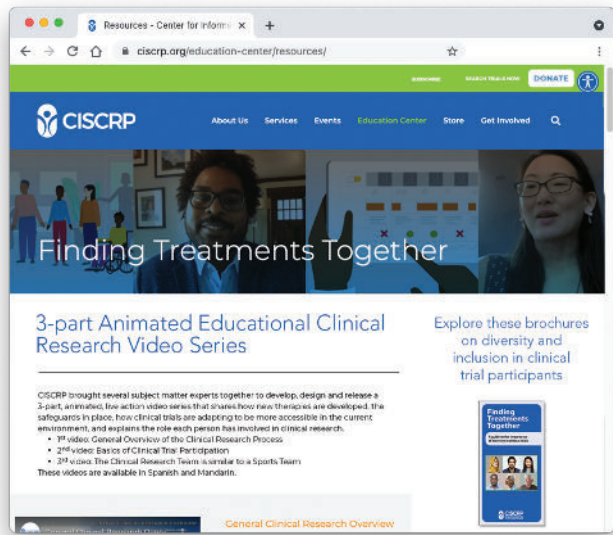 Resources - Center for Inform
ciscrp.org/education-center/resources/
SUBSCRIBE
SEARCH TRIALS NOW
DONATE
CISCRP
About Us
Services
Events
Education Center
Store
Get Involved
Finding Treatments Together
3-part Animated Educational Clinical
Research Video Series
CISCRP brought several subject matter experts together to develop, design and release a
3-part, animated, live action video series that shares how new therapies are developed, the
safeguards in place, how clinical trials are adapting to be more accessible in the current
environment, and explains the role each person has involved in clinical research.
• 1st video: General Overview of the Clinical Research Process
• 2nd video: Basics of Clinical Trial Participation
• 3rd video: The Clinical Research Team is similar to a Sports Team
These videos are available in Spanish and Mandarin.
Explore these brochures
on diversity and
inclusion in clinical
trial participants
Finding
Treatments
Together
CISCRP
General Clinical Research Overview